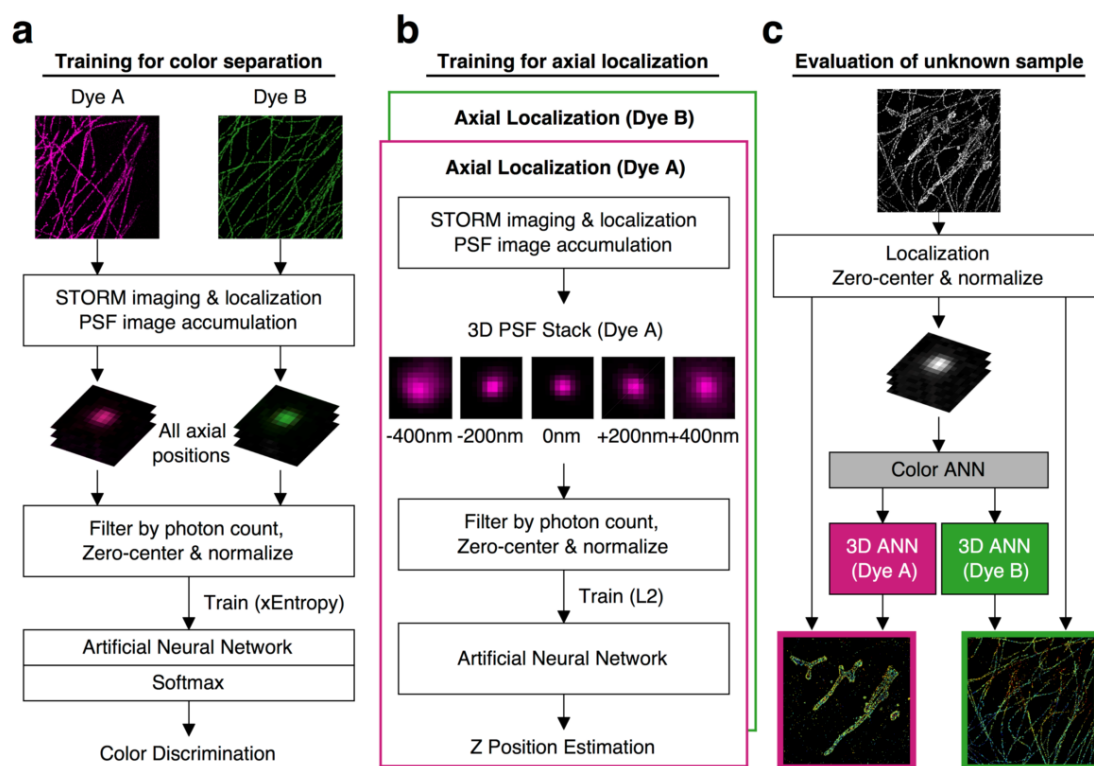 a
Training for color separation
Dye A
Dye B
STORM imaging & localization
PSF image accumulation
All axial
positions
Filter by photon count,
Zero-center & normalize
Train (xEntropy)
Artificial Neural Network
Softmax
Color Discrimination
b
Training for axial localization
Axial Localization (Dye B)
Axial Localization (Dye A)
STORM imaging & localization
PSF image accumulation
3D PSF Stack (Dye A)
-400nm
-200nm
0nm
+200nm
+400nm
Filter by photon count,
Zero-center & normalize
Train (L2)
Artificial Neural Network
Z Position Estimation
c
Evaluation of unknown sample
Localization
Zero-center & normalize
Color ANN
3D ANN
(Dye A)
3D ANN
(Dye B)